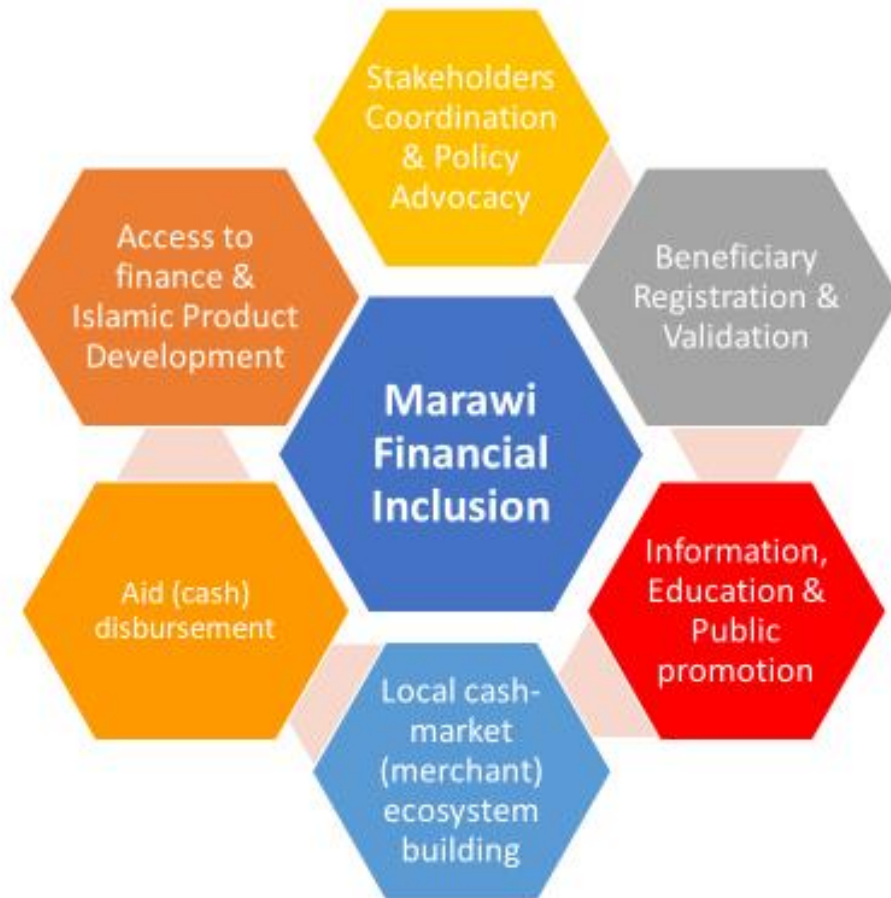 Stakeholders
Coordination
& Policy
Advocacy
Beneficiary
Registration &
Validation
Information,
Education &
Public
promotion
Local cash-
market
(merchant)
ecosystem
building
Aid (cash)
disbursement
Access to
finance &
Islamic Product
Development
Marawi
Financial
Inclusion